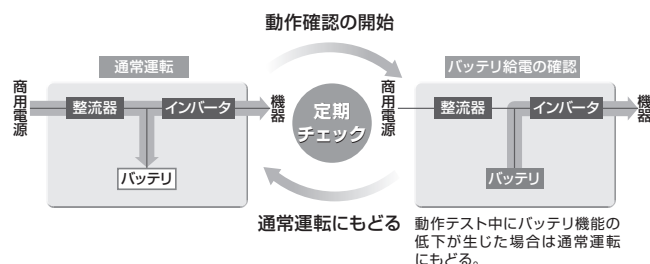 動作確認の開始
通常運転
商用電源
整流器
インバータ
機器
バッテリ
定期
チェック
バッテリ給電の確認
商用電源
整流器
インバータ
機器
バッテリ
通常運転にもどる
動作テスト中にバッテリ機能の
低下が生じた場合は通常運転
にもどる。